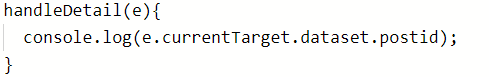 handleDetail(e){
  console.log(e.currentTarget.dataset.postid);
}